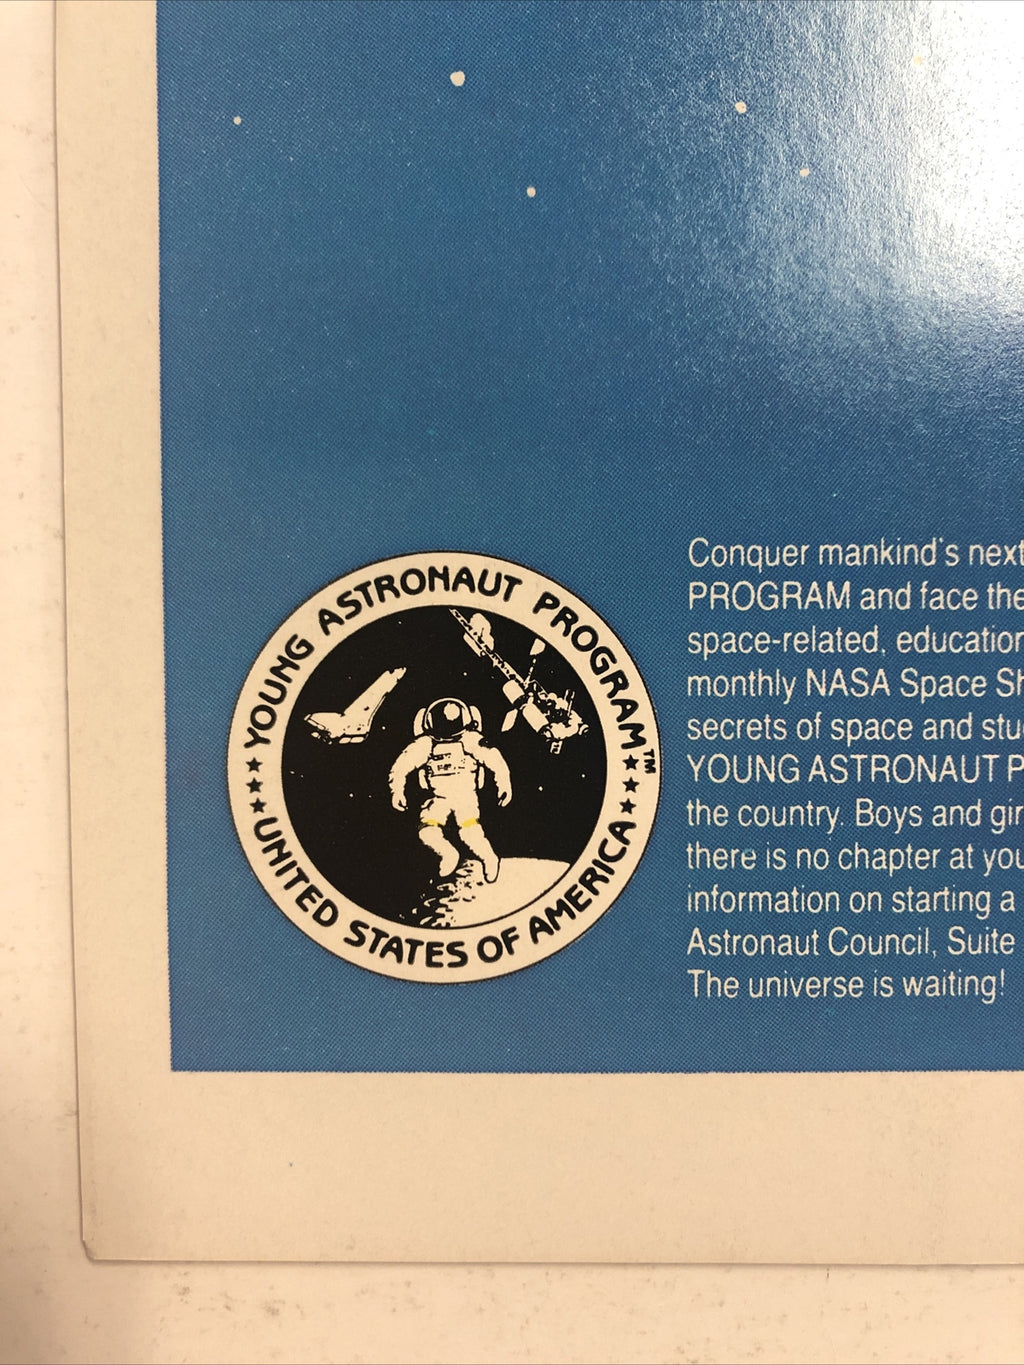 YOUNG ASTRONAUT PROGRAM™
UNITED STATES OF AMERICA
Conquer mankind's next
PROGRAM and face the
space-related, education
monthly NASA Space Sh
secrets of space and stu
YOUNG ASTRONAUT P
the country. Boys and gir
there is no chapter at you
information on starting a
Astronaut Council, Suite
The universe is waiting!